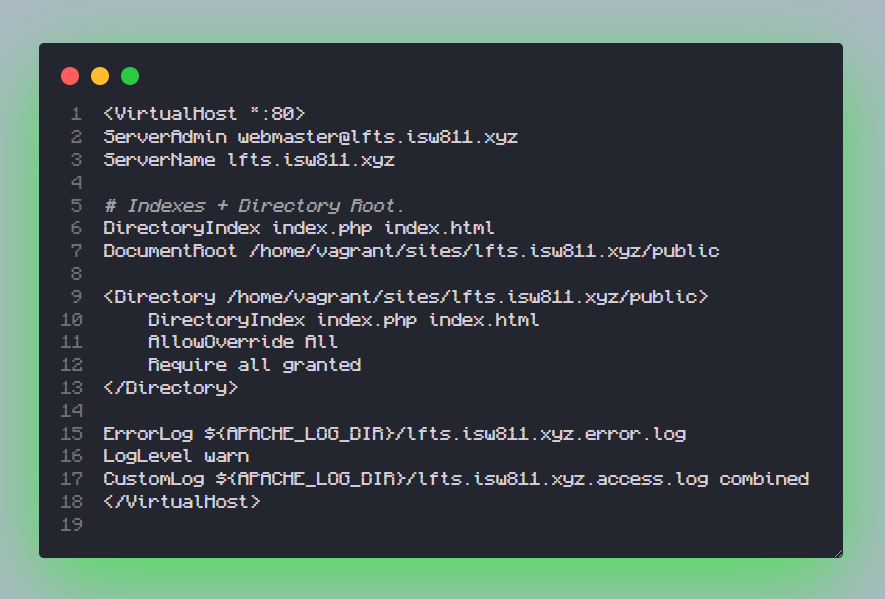 1 <VirtualHost *:80>
2 ServerAdmin webmaster@lfts.isw811.xyz
3 ServerName lfts.isw811.xyz
4
5 # Indexes + Directory Root.
6 DirectoryIndex index.php index.html
7 DocumentRoot /home/vagrant/sites/lfts.isw811.xyz/public
8
9 <Directory /home/vagrant/sites/lfts.isw811.xyz/public>
10     DirectoryIndex index.php index.html
11     AllowOverride All
12     Require all granted
13 </Directory>
14
15 ErrorLog ${APACHE_LOG_DIR}/lfts.isw811.xyz.error.log
16 LogLevel warn
17 CustomLog ${APACHE_LOG_DIR}/lfts.isw811.xyz.access.log combined
18 </VirtualHost>
19